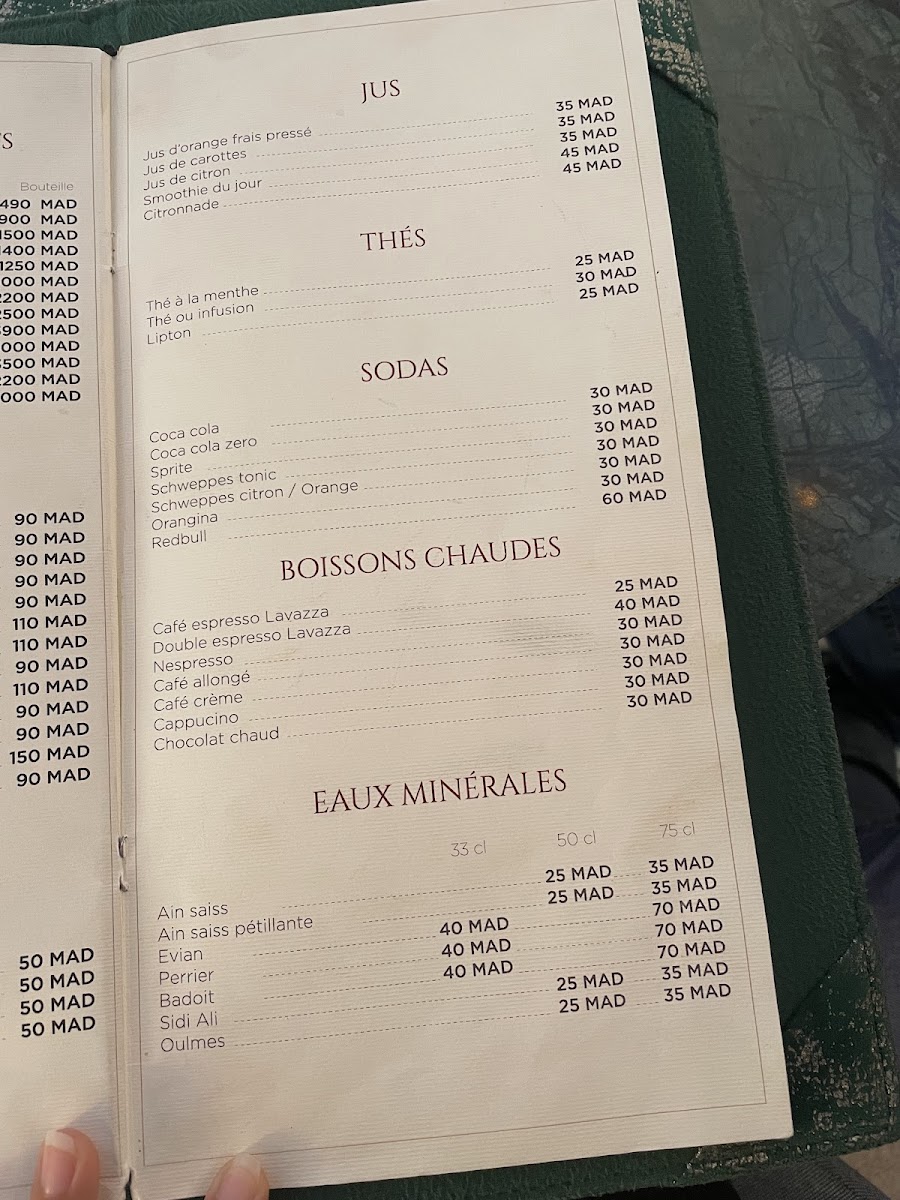 S
Bouteille
490 MAD
900 MAD
1500 MAD
1400 MAD
1250 MAD
000 MAD
2200 MAD
2500 MAD
900 MAD
000 MAD
500 MAD
2200 MAD
000 MAD
90 MAD
90 MAD
90 MAD
90 MAD
90 MAD
110 MAD
110 MAD
90 MAD
110 MAD
90 MAD
90 MAD
150 MAD
90 MAD
50 MAD
50 MAD
50 MAD
50 MAD
JUS
Jus d'orange frais pressé 35 MAD
Jus de carottes 35 MAD
Jus de citron 35 MAD
Smoothie du jour 45 MAD
Citronnade 45 MAD
THÉS
Thé à la menthe 25 MAD
Thé ou infusion 30 MAD
Lipton 25 MAD
SODAS
Coca cola 30 MAD
Coca cola zero 30 MAD
Sprite 30 MAD
Schweppes tonic 30 MAD
Schweppes citron / Orange 30 MAD
Orangina 30 MAD
Redbull 60 MAD
BOISSONS CHAUDES
Café espresso Lavazza 25 MAD
Double espresso Lavazza 40 MAD
Nespresso 30 MAD
Café allongé 30 MAD
Café crème 30 MAD
Cappucino 30 MAD
Chocolat chaud 30 MAD
EAUX MINÉRALES
33 cl 50 cl 75 cl
Ain saiss 25 MAD 35 MAD
Ain saiss pétillante 25 MAD 35 MAD
Evian 40 MAD 70 MAD
Perrier 40 MAD 70 MAD
Badoit 40 MAD 70 MAD
Sidi Ali 25 MAD 35 MAD
Oulmes 25 MAD 35 MAD